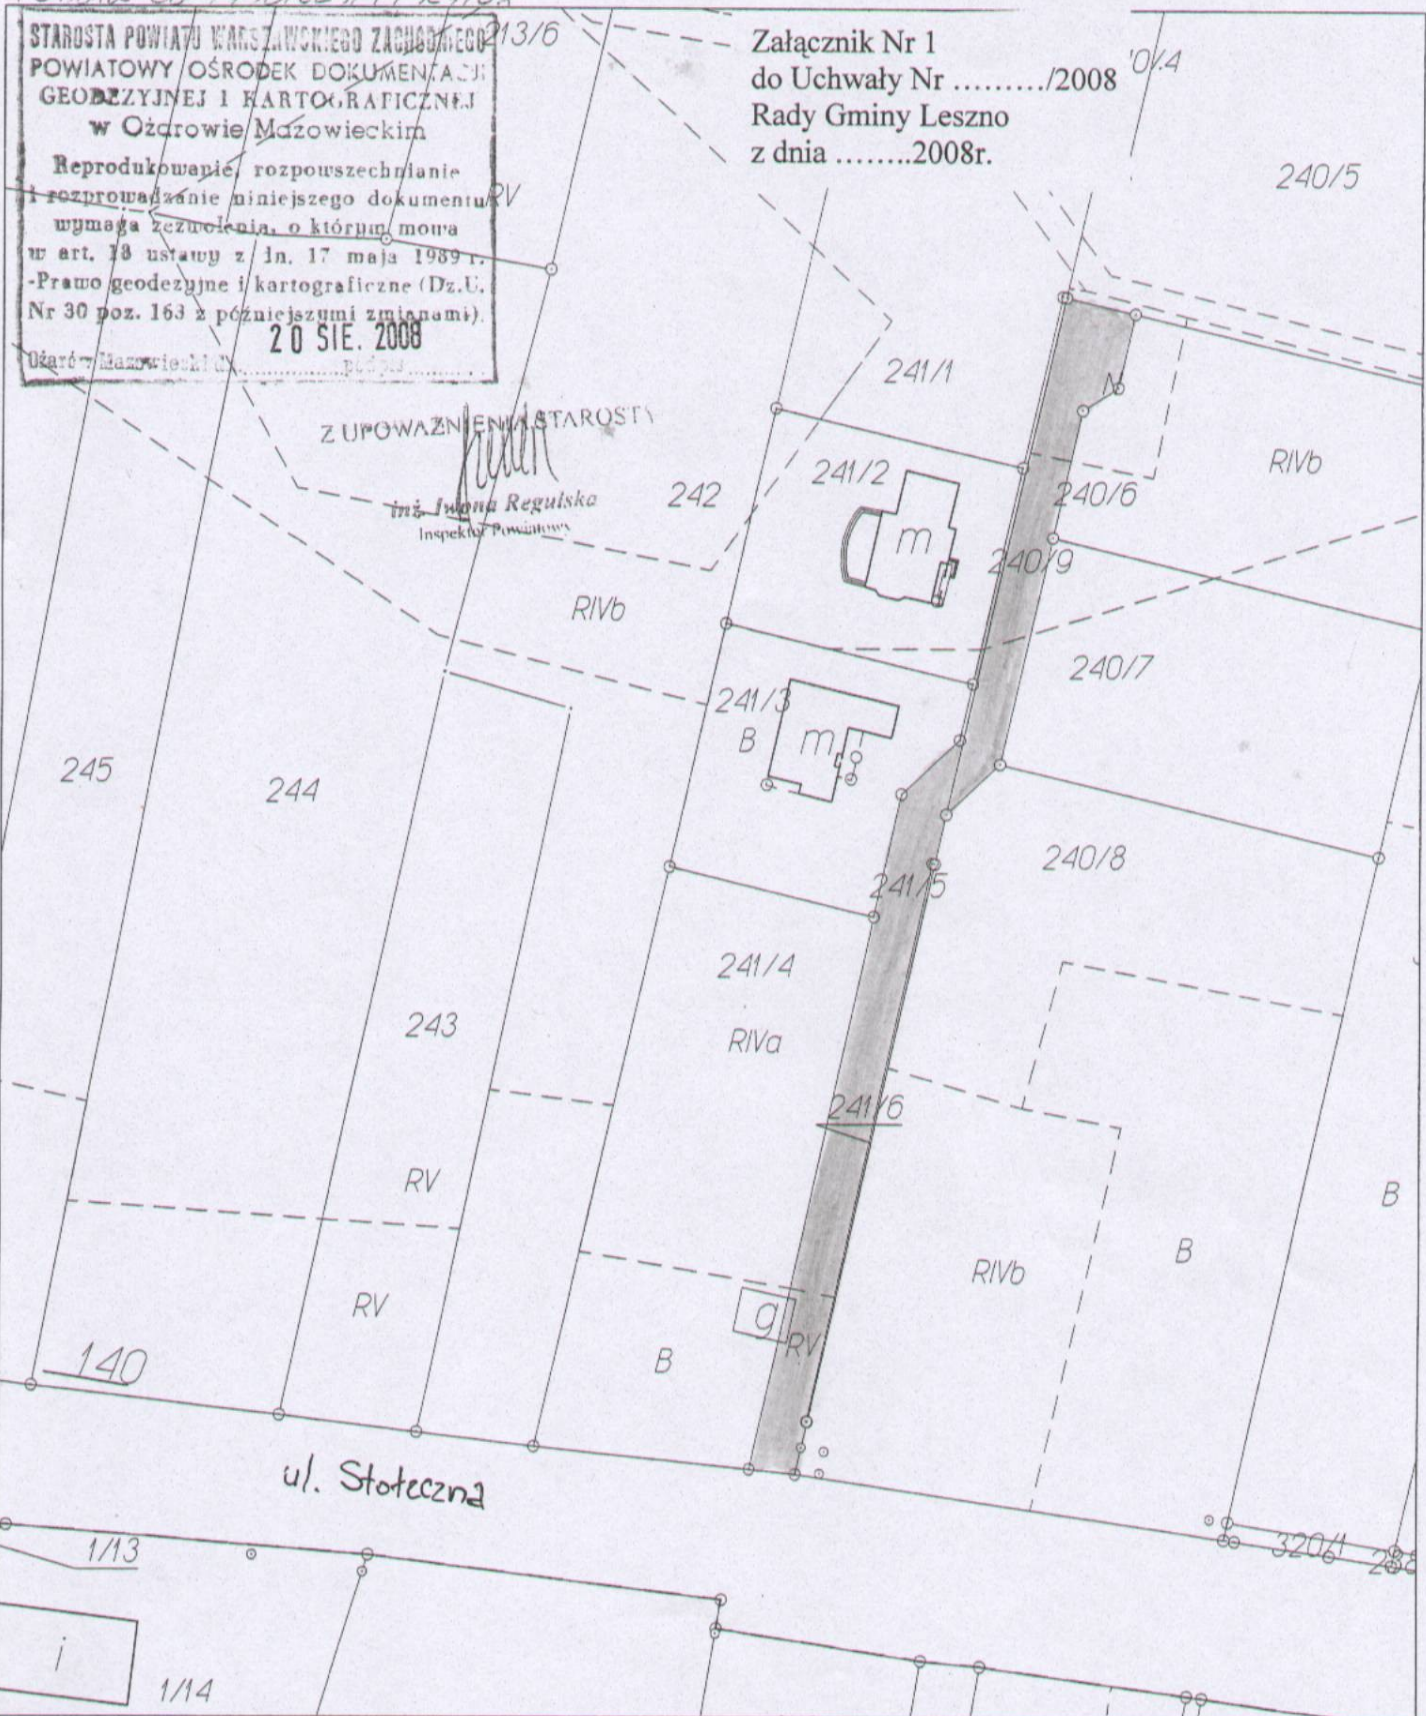 STAROSTA POWIATU WARSZAWSKIEGO ZACHODNIEGO
POWIATOWY OŚRODEK DOKUMENTACJI
GEODEZYJNEJ I KARTOGRAFICZNEJ
w Ożarowie Mazowieckim
Reprodukowanie, rozpowszechnianie
i rozprowadzanie niniejszego dokumentu
wymaga zezwolenia, o którym mowa
w art. 18 ustawy z dn. 17 maja 1989 r.
-Prawo geodezyjne i kartograficzne (Dz.U.
Nr 30 poz. 163 z późniejszymi zmianami).
20 SIE. 2008
Ożarów Mazowiecki
213/6
RV
Załącznik Nr 1
do Uchwały Nr ………/2008
Rady Gminy Leszno
z dnia ……..2008r.
240/5
Z UPOWAŻNIENIA STAROSTY
inż. Iwona Regulska
Inspektor Powiatowy
241/1
242
241/2
m
N
RIVb
240/6
240/9
RIVb
240/7
241/3
B
m
245
244
240/8
241/5
241/4
243
RIVa
241/6
RV
B
B
RIVb
RV
g
RV
B
140
ul. Stołeczna
1/13
320/1
i
1/14